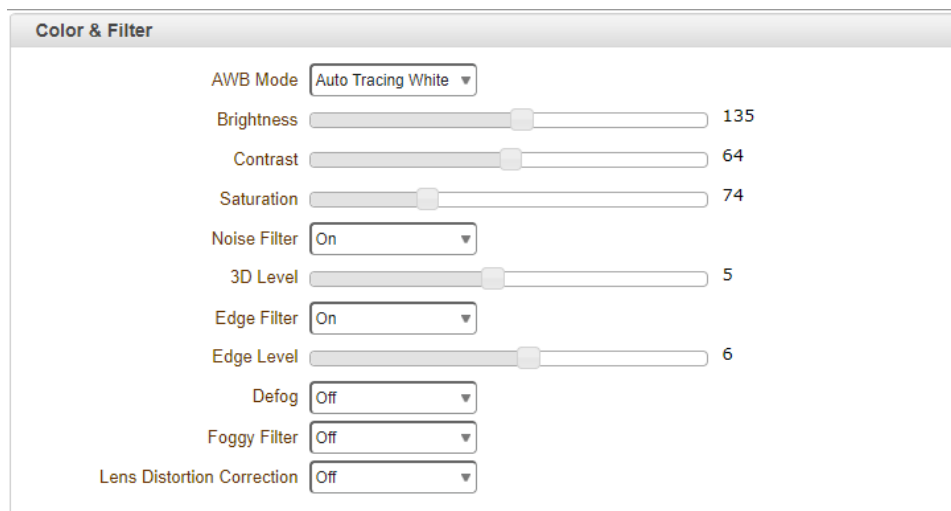 Color & Filter
AWB Mode Auto Tracing White
Brightness 135
Contrast 64
Saturation 74
Noise Filter On
3D Level 5
Edge Filter On
Edge Level 6
Defog Off
Foggy Filter Off
Lens Distortion Correction Off